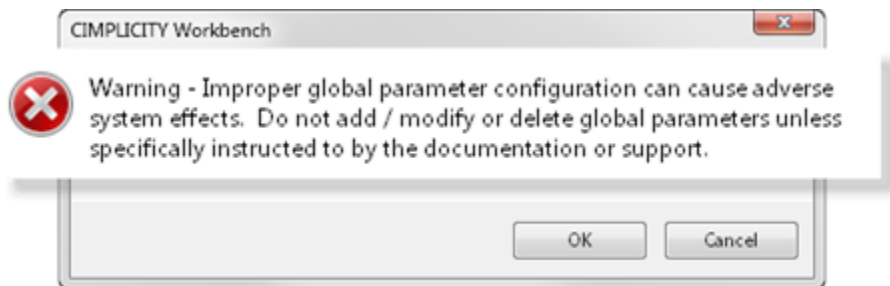 CIMPLICITY Workbench
Warning - Improper global parameter configuration can cause adverse
system effects.  Do not add / modify or delete global parameters unless
specifically instructed to by the documentation or support.
OK
Cancel